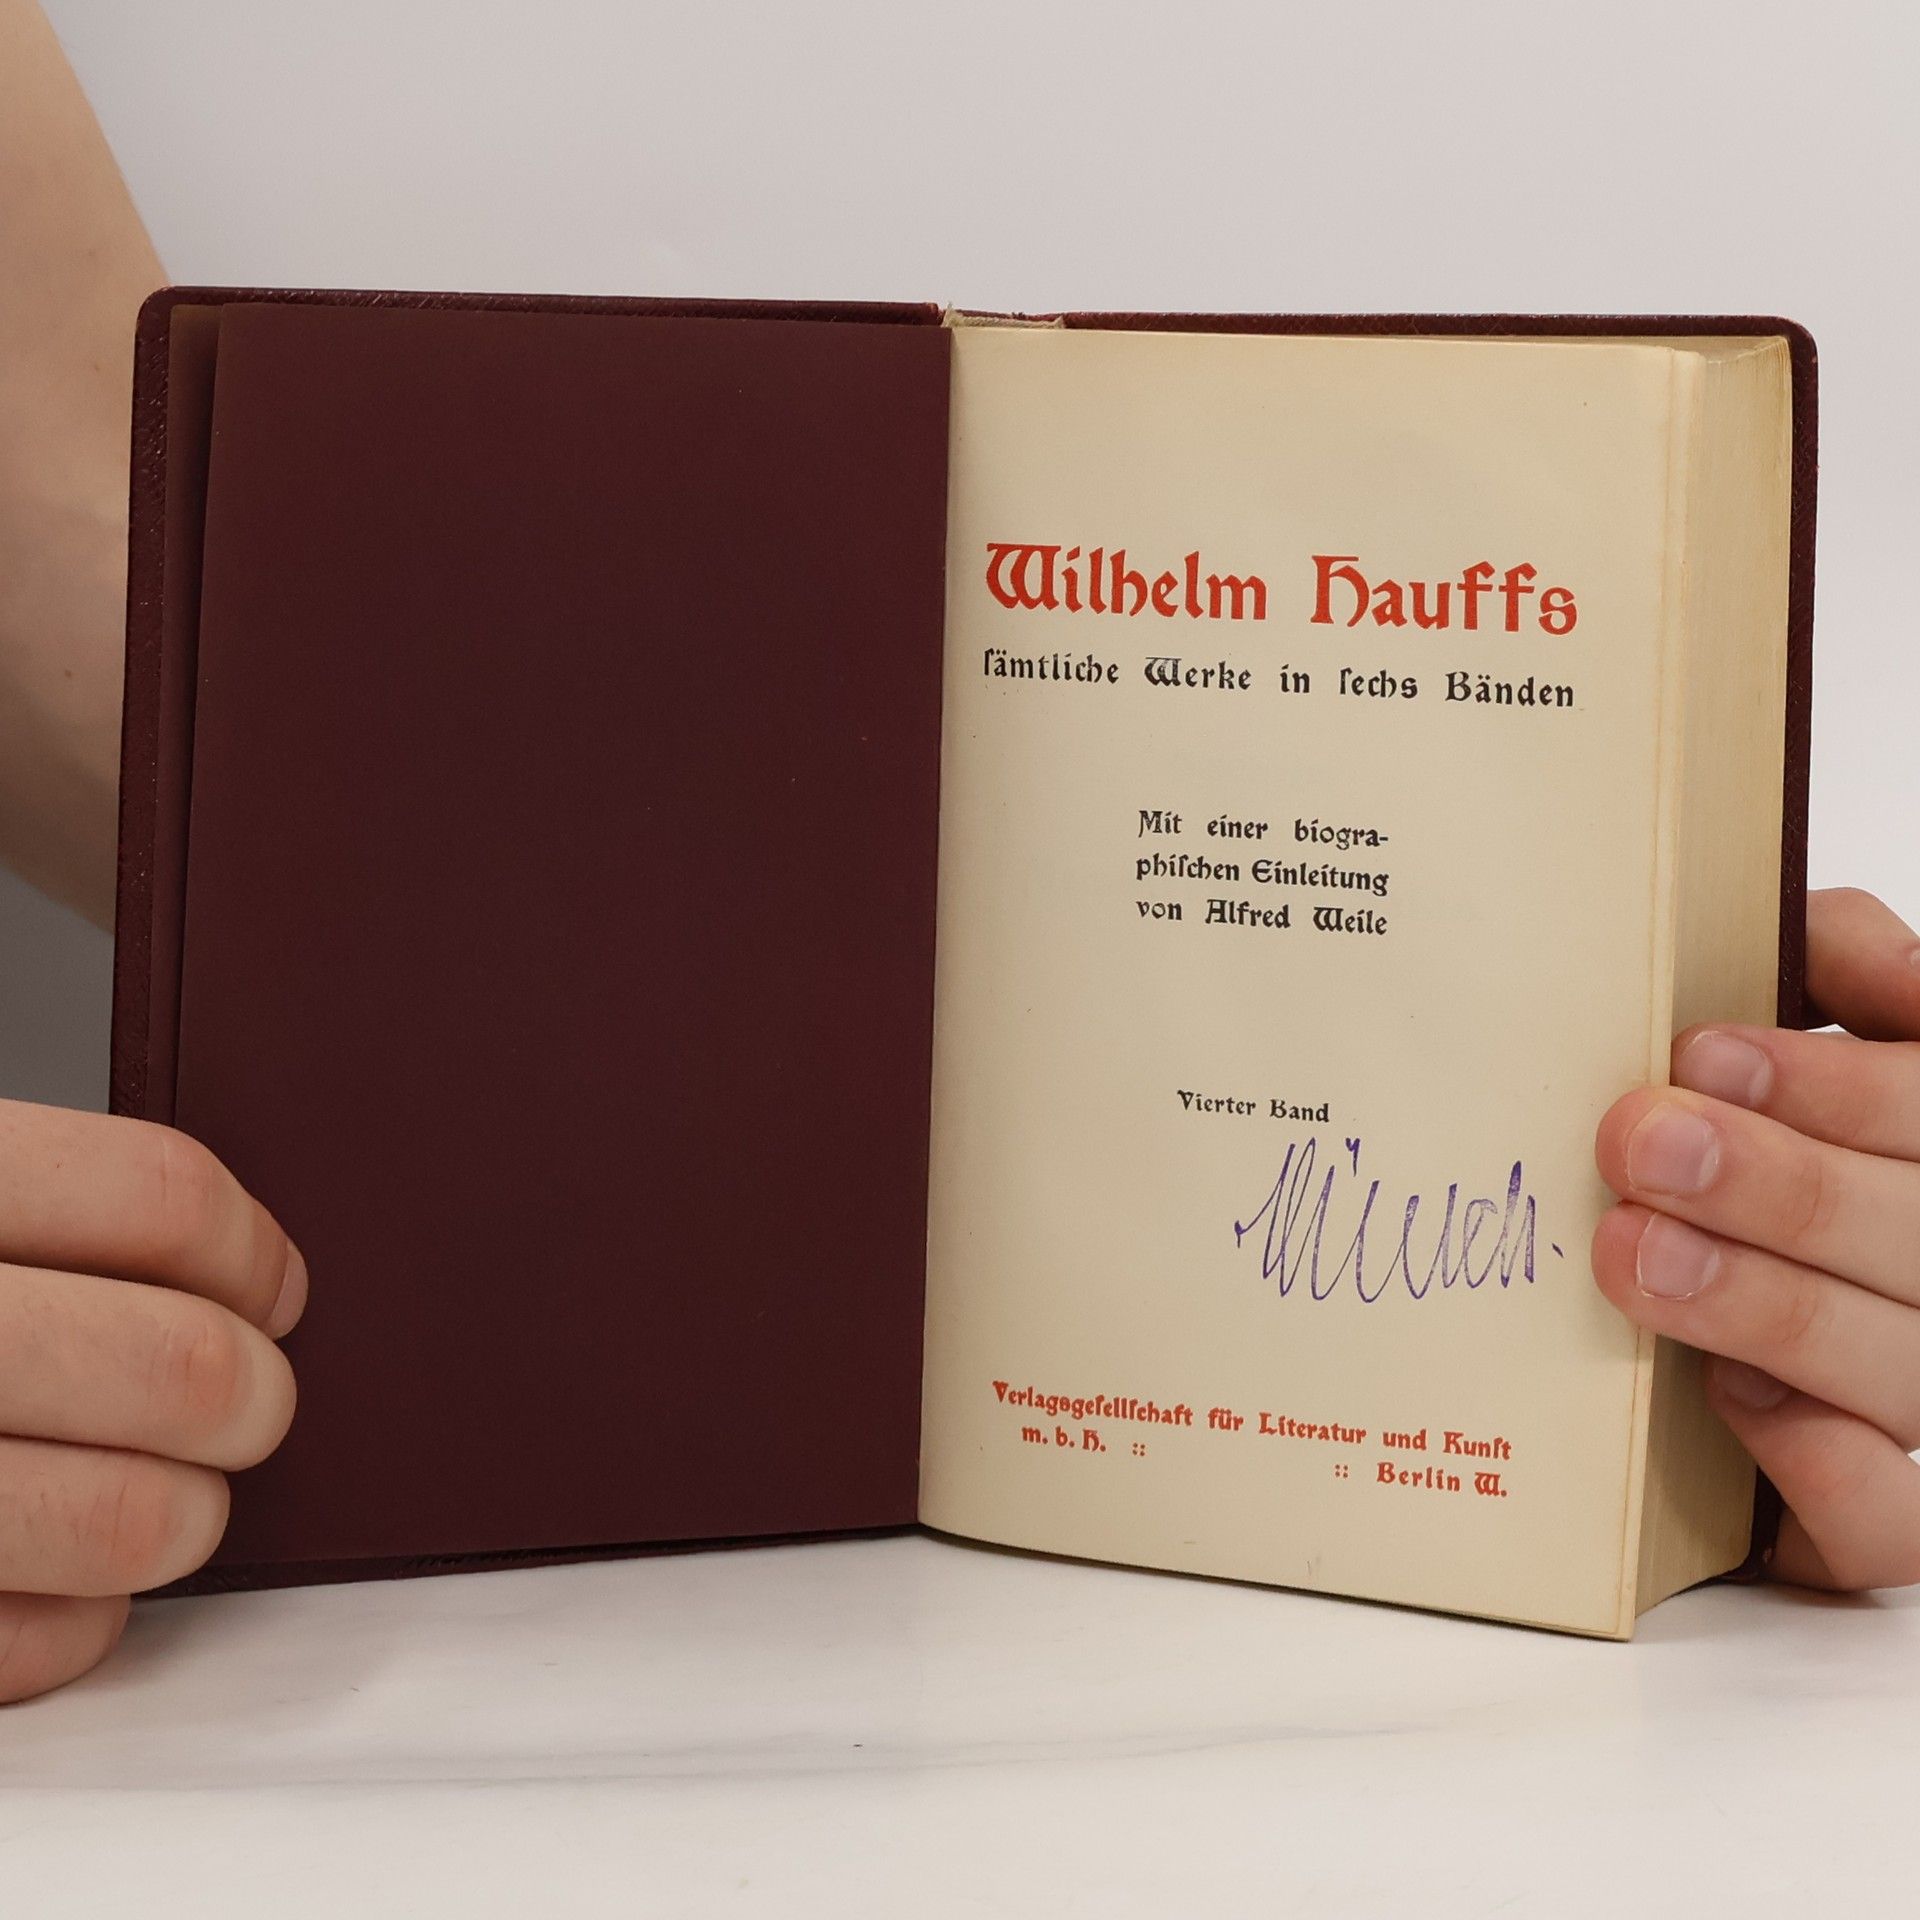 Wilhelm Hauffs
ſämtliche Werke in ſechs Bänden
Mit einer biogra-
phiſchen Einleitung
von Alfred Weile
Vierter Band
Verlagsgeſellſchaft für Literatur und Kunſt
m. b. H. ::
:: Berlin W.